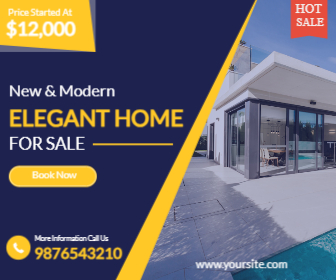 Price Started At
$12,000
HOT
SALE
New & Modern
ELEGANT HOME
FOR SALE
Book Now
More Information Call Us
9876543210
www.yoursite.com